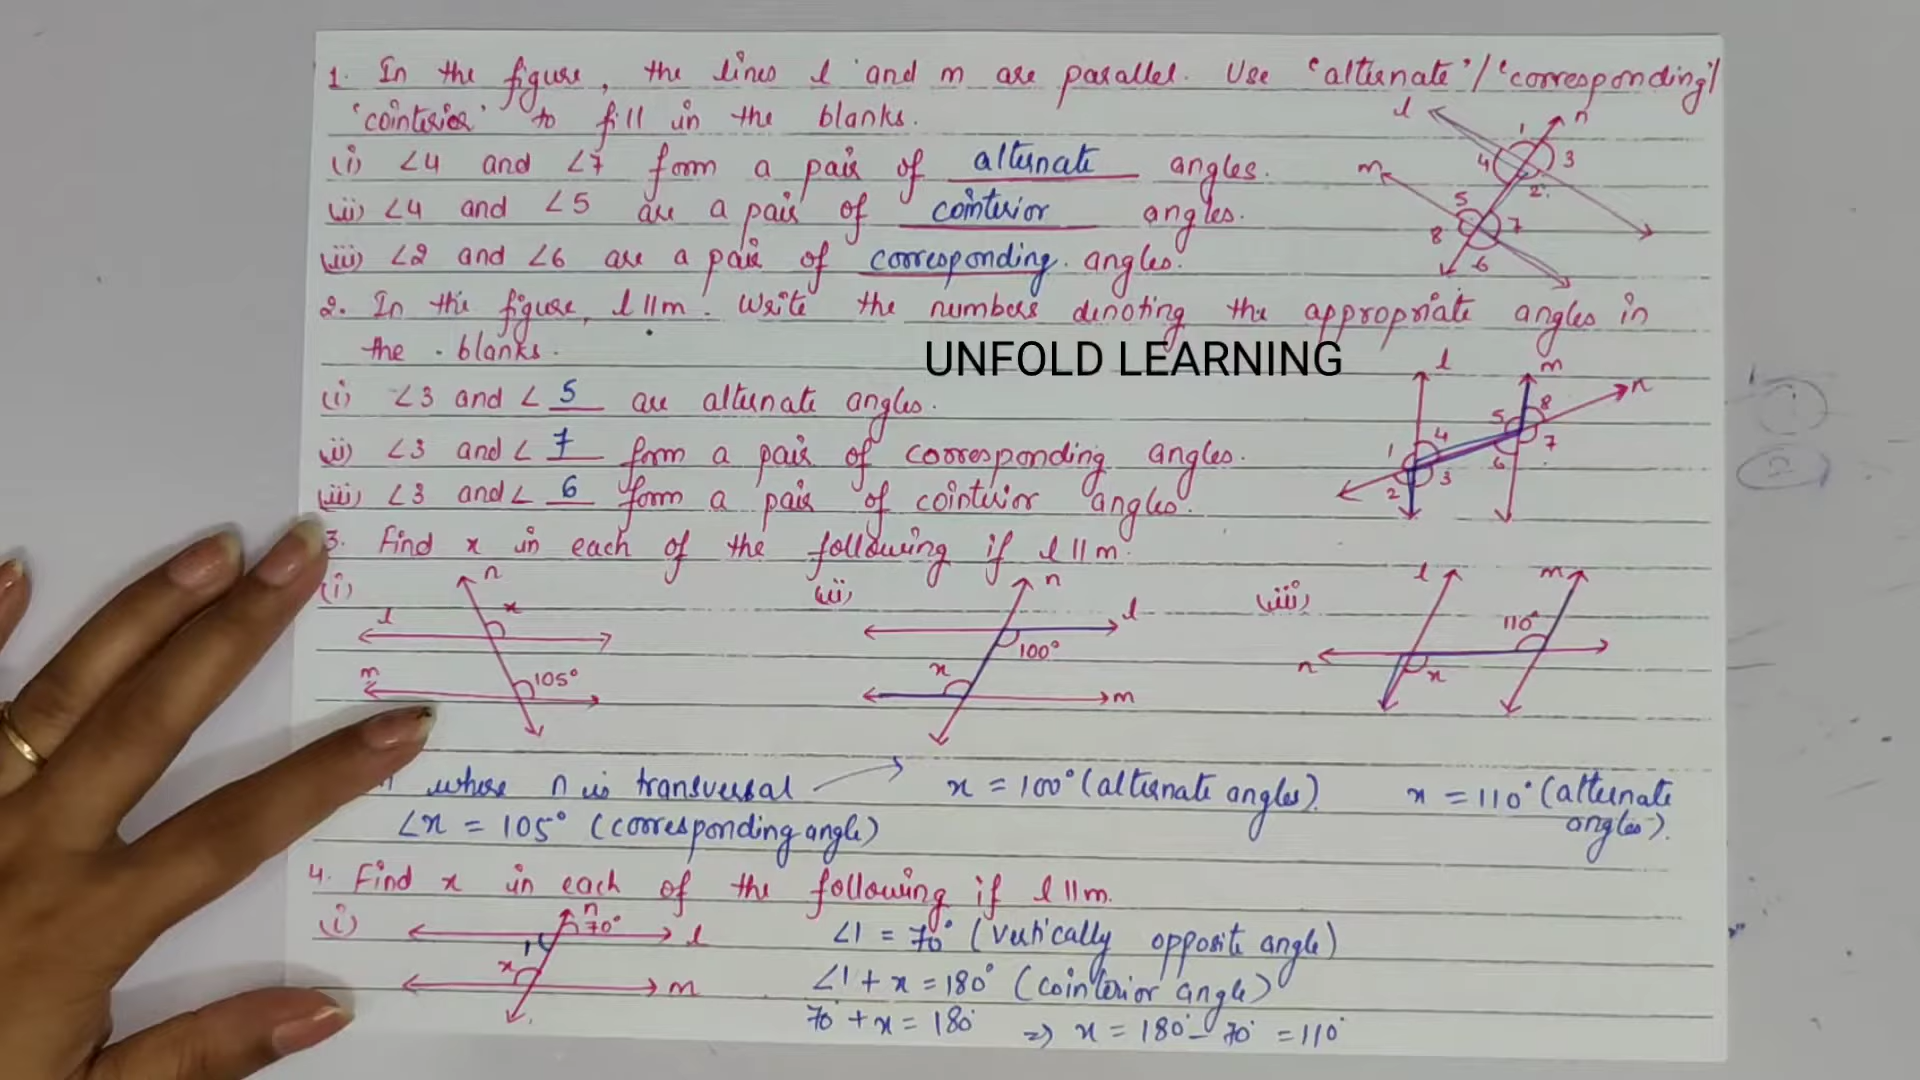 1. In the figure, the lines l and m are parallel. Use 'alternate'/'corresponding'/
'cointerior' to fill in the blanks.
(i) ∠4 and ∠7 form a pair of alternate angles.
(ii) ∠4 and ∠5 are a pair of cointerior angles.
(iii) ∠2 and ∠6 are a pair of corresponding angles.
l n 1 4 3 2
m 5 7 8 6
2. In the figure, l||m. Write the numbers denoting the appropriate angles in
the blanks.
UNFOLD LEARNING
(i) ∠3 and ∠ 5 are alternate angles.
(ii) ∠3 and ∠ 7 form a pair of corresponding angles.
(iii) ∠3 and ∠ 6 form a pair of cointerior angles.
l m n
5 8
1 4 6 7
2 3
3. Find x in each of the following if l||m.
(i) n x l m 105°
(ii) n l 100° x m
(iii) l m 110° n x
where n is transversal
∠x = 105° (corresponding angle)
x = 100° (alternate angles)
x = 110° (alternate
angles).
4. Find x in each of the following if l||m.
(i) n 70° l 1 x m
∠1 = 70° (vertically opposite angle)
∠1 + x = 180° (cointerior angle)
70° + x = 180° ⇒ x = 180° - 70° = 110°